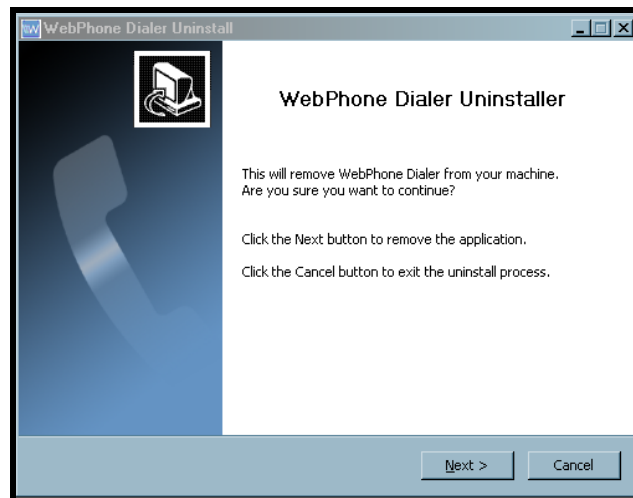 WebPhone Dialer Uninstall
WebPhone Dialer Uninstaller
This will remove WebPhone Dialer from your machine.
Are you sure you want to continue?
Click the Next button to remove the application.
Click the Cancel button to exit the uninstall process.
Next >
Cancel